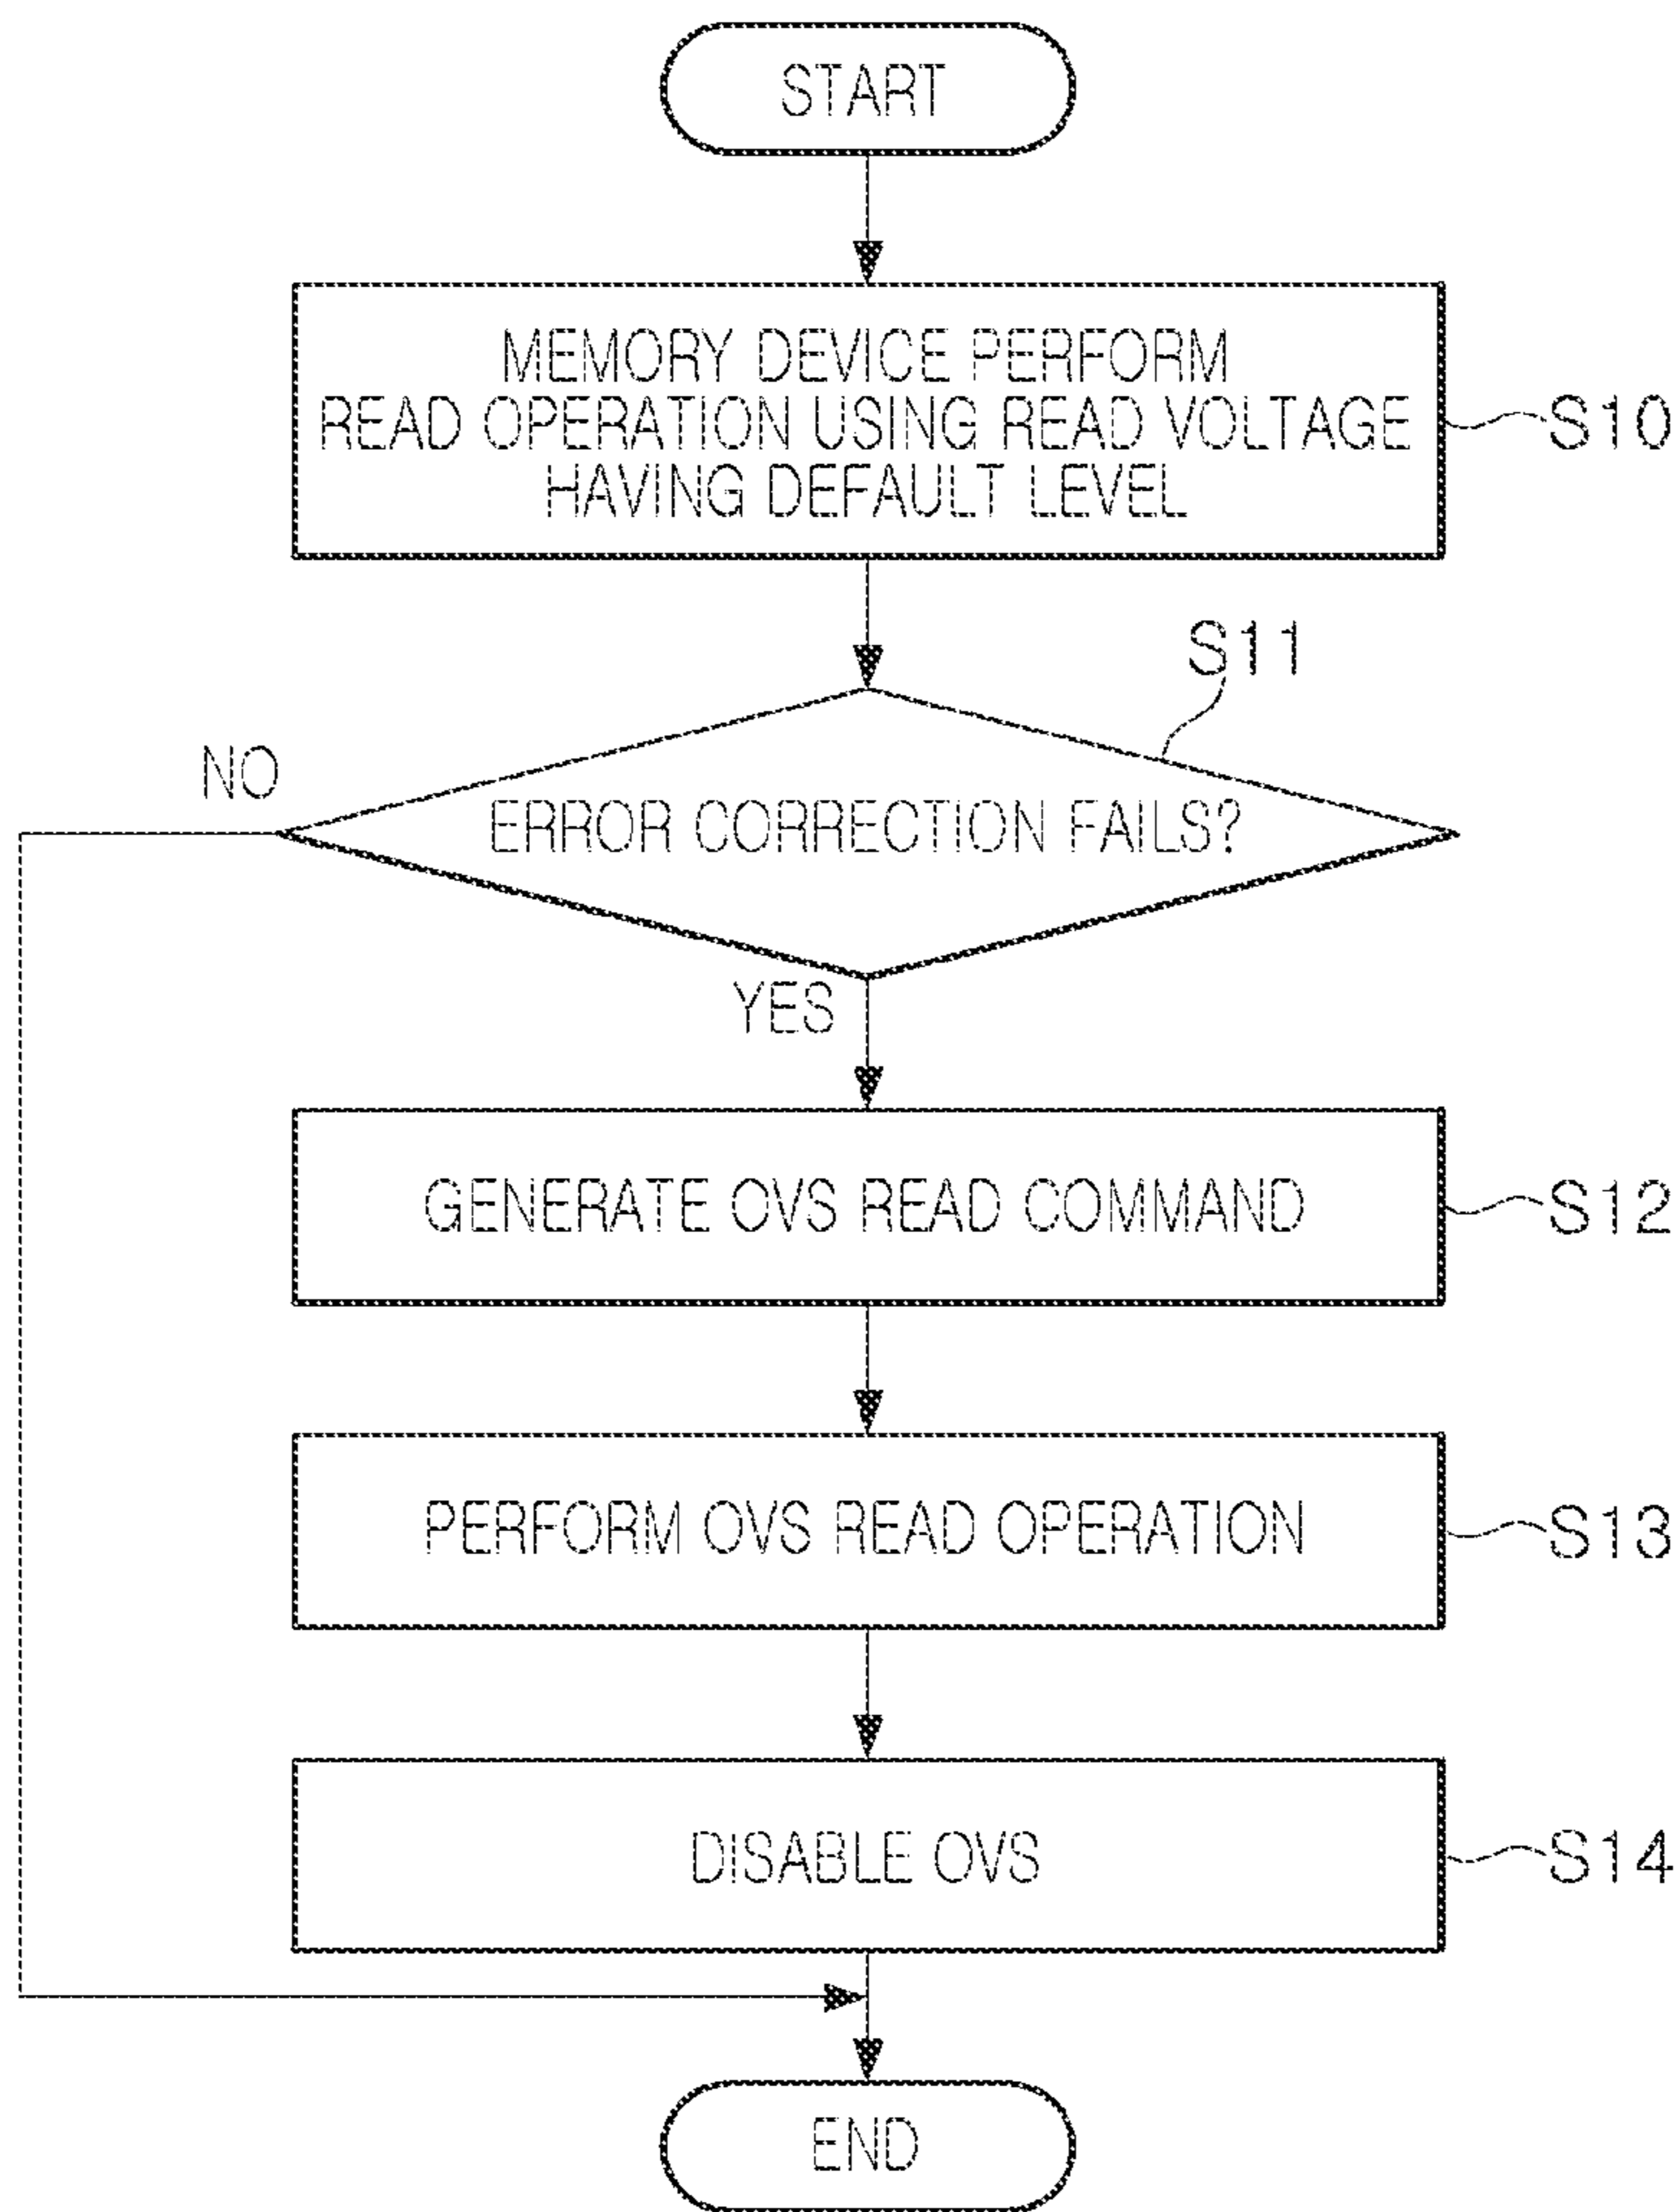 START
MEMORY DEVICE PERFORM
READ OPERATION USING READ VOLTAGE
HAVING DEFAULT LEVEL
S10
S11
NO
ERROR CORRECTION FAILS?
YES
GENERATE OVS READ COMMAND
S12
PERFORM OVS READ OPERATION
S13
DISABLE OVS
S14
END